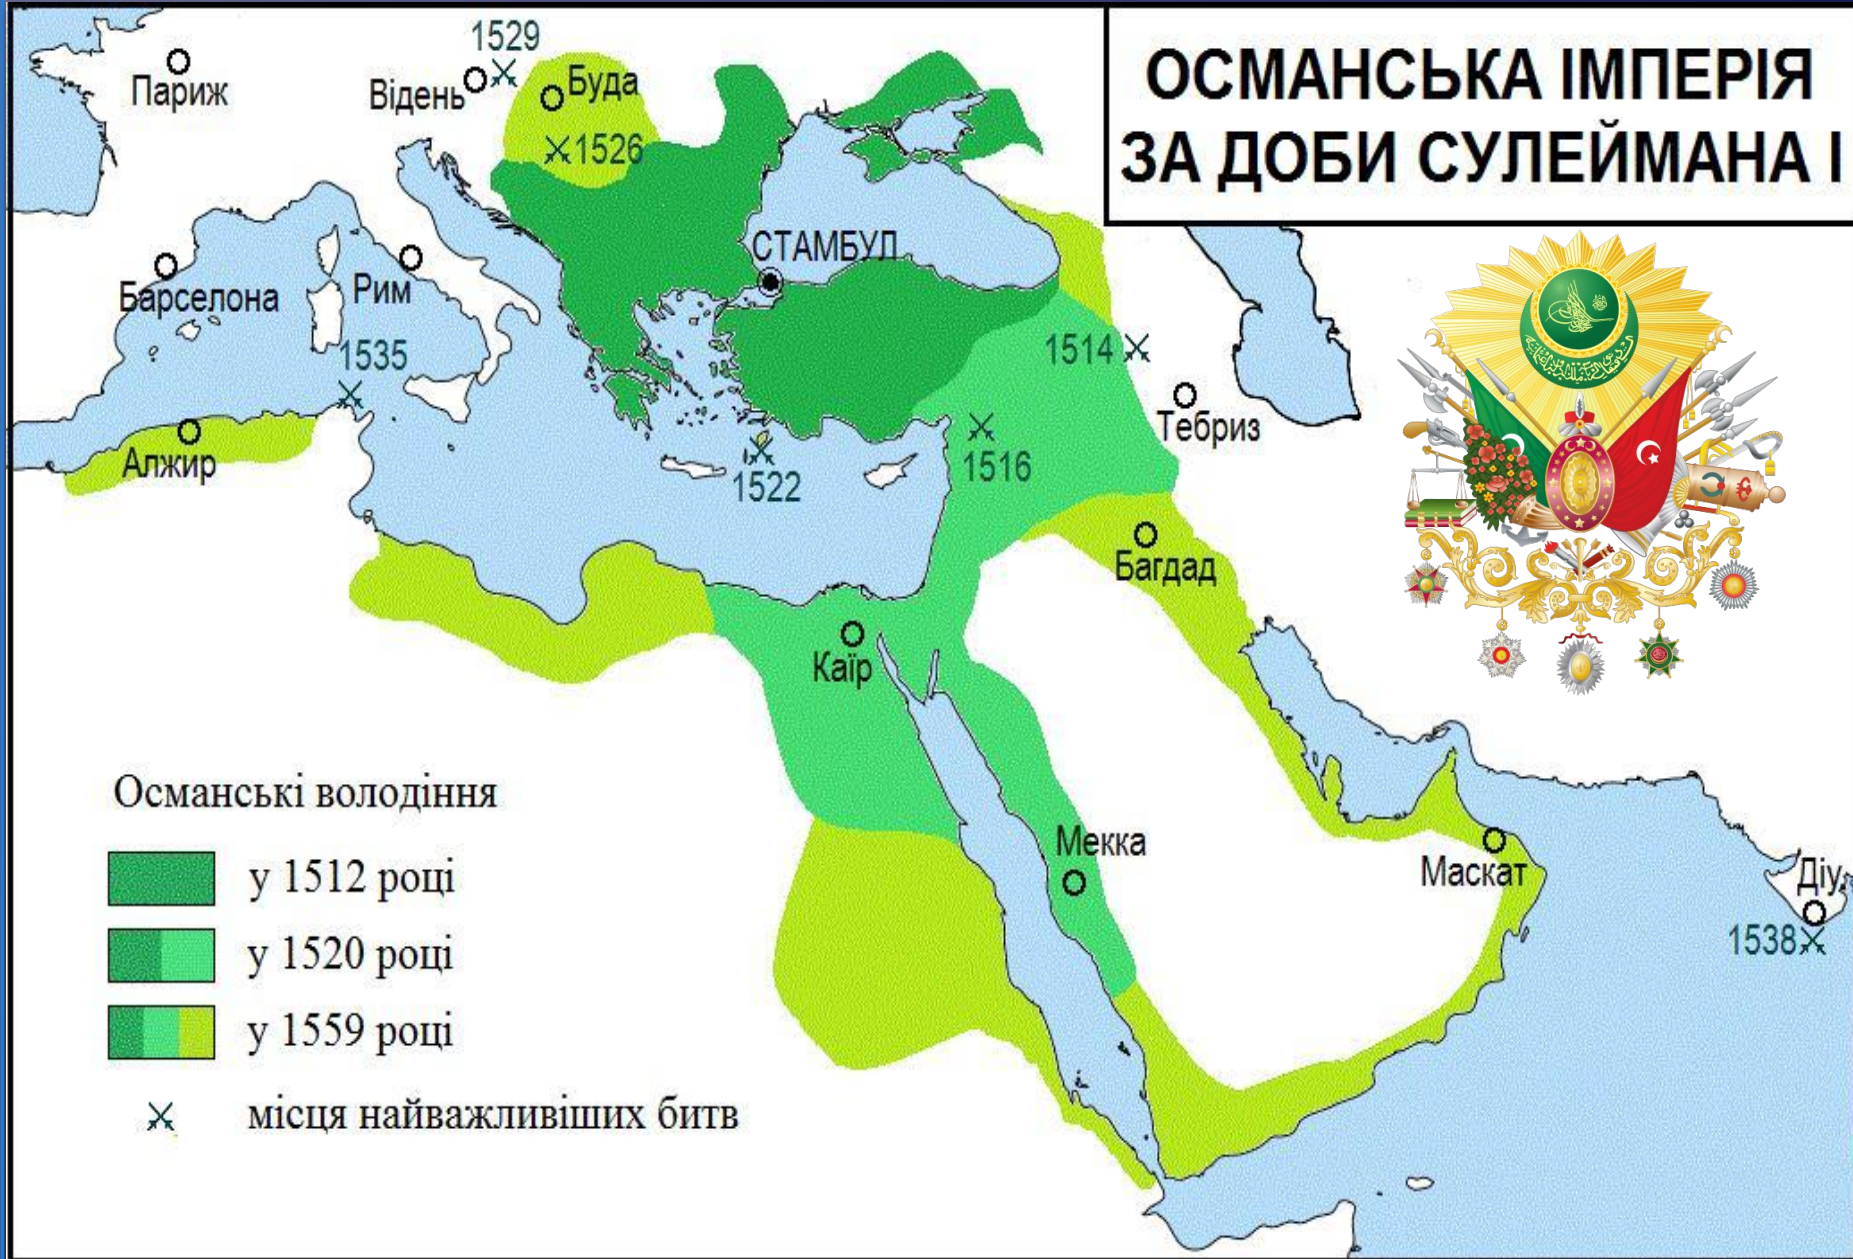 ОСМАНСЬКА ІМПЕРІЯ
ЗА ДОБИ СУЛЕЙМАНА І
1529
Париж
Відень
Буда
1526
СТАМБУЛ
Барселона
Рим
1535
1514
Тебриз
Алжир
1522
1516
Багдад
Каїр
Османські володіння
у 1512 році
у 1520 році
у 1559 році
місця найважливіших битв
Мекка
Маскат
Діу
1538